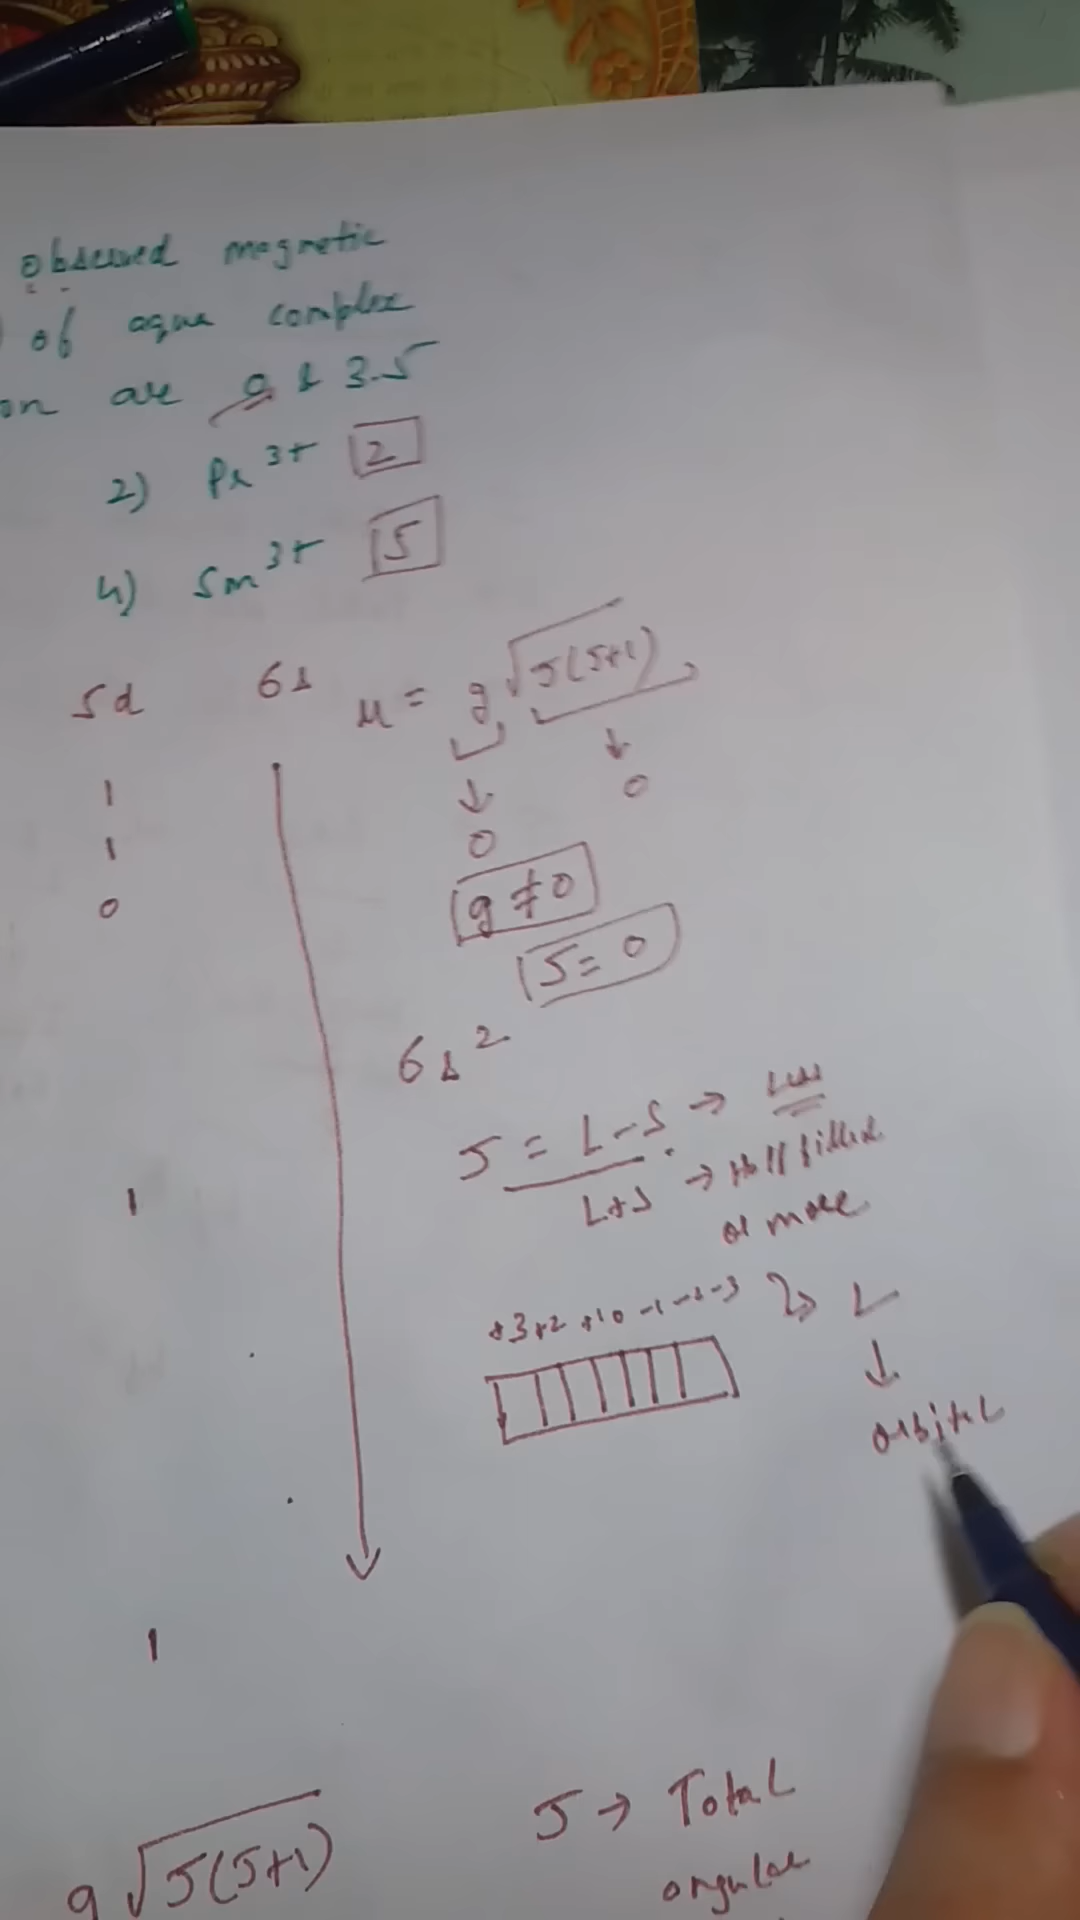 observed magnetic
of aqua complex
on are 0 & 3.5
2) Pr 3+ 2
4) Sm 3+ 5
5d 6s
μ = g √J(J+1)
1
1
0
↓ ↓
0 0
g ≠ 0
J = 0
6s²
J = L-S → Less
L+S → Half filled
or more
1
+3 +2 +1 0 -1 -2 -3 → L
↓
orbital
1
g √J(J+1)
J → Total
angular